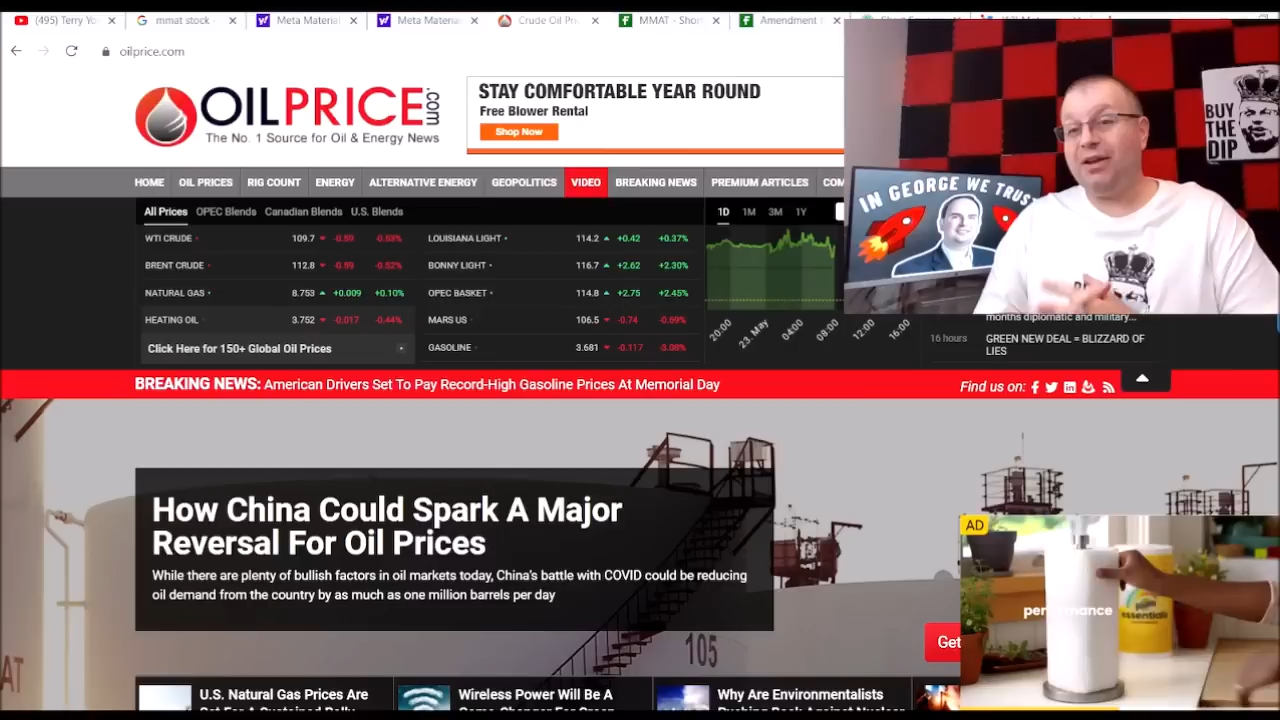 (495) Terry Yo
mmat stock -
Meta Material
Meta Materia
Crude Oil Pri
MMAT - Short
Amendment
oilprice.com
OILPRICE.com
The No. 1 Source for Oil & Energy News
STAY COMFORTABLE YEAR ROUND
Free Blower Rental
Shop Now
BUY
THE
DIP
IN GEORGE WE TRUS
HOME OIL PRICES RIG COUNT ENERGY ALTERNATIVE ENERGY GEOPOLITICS VIDEO BREAKING NEWS PREMIUM ARTICLES COM
All Prices OPEC Blends Canadian Blends U.S. Blends
1D 1M 3M 1Y
WTI CRUDE 109.7 -0.59 -0.53%
LOUISIANA LIGHT 114.2 +0.42 +0.37%
BRENT CRUDE 112.8 -0.59 -0.52%
BONNY LIGHT 116.7 +2.62 +2.30%
NATURAL GAS 8.753 +0.009 +0.10%
OPEC BASKET 114.8 +2.75 +2.45%
HEATING OIL 3.752 -0.017 -0.44%
MARS US 106.5 -0.74 -0.69%
Click Here for 150+ Global Oil Prices
GASOLINE 3.681 -0.117 -3.08%
20:00 23. May 04:00 08:00 12:00 16:00
months diplomatic and military...
16 hours GREEN NEW DEAL = BLIZZARD OF
LIES
BREAKING NEWS: American Drivers Set To Pay Record-High Gasoline Prices At Memorial Day
Find us on:
How China Could Spark A Major
Reversal For Oil Prices
While there are plenty of bullish factors in oil markets today, China's battle with COVID could be reducing
oil demand from the country by as much as one million barrels per day
AD
performance
essentials
Get
105
AT
U.S. Natural Gas Prices Are
Wireless Power Will Be A
Why Are Environmentalists